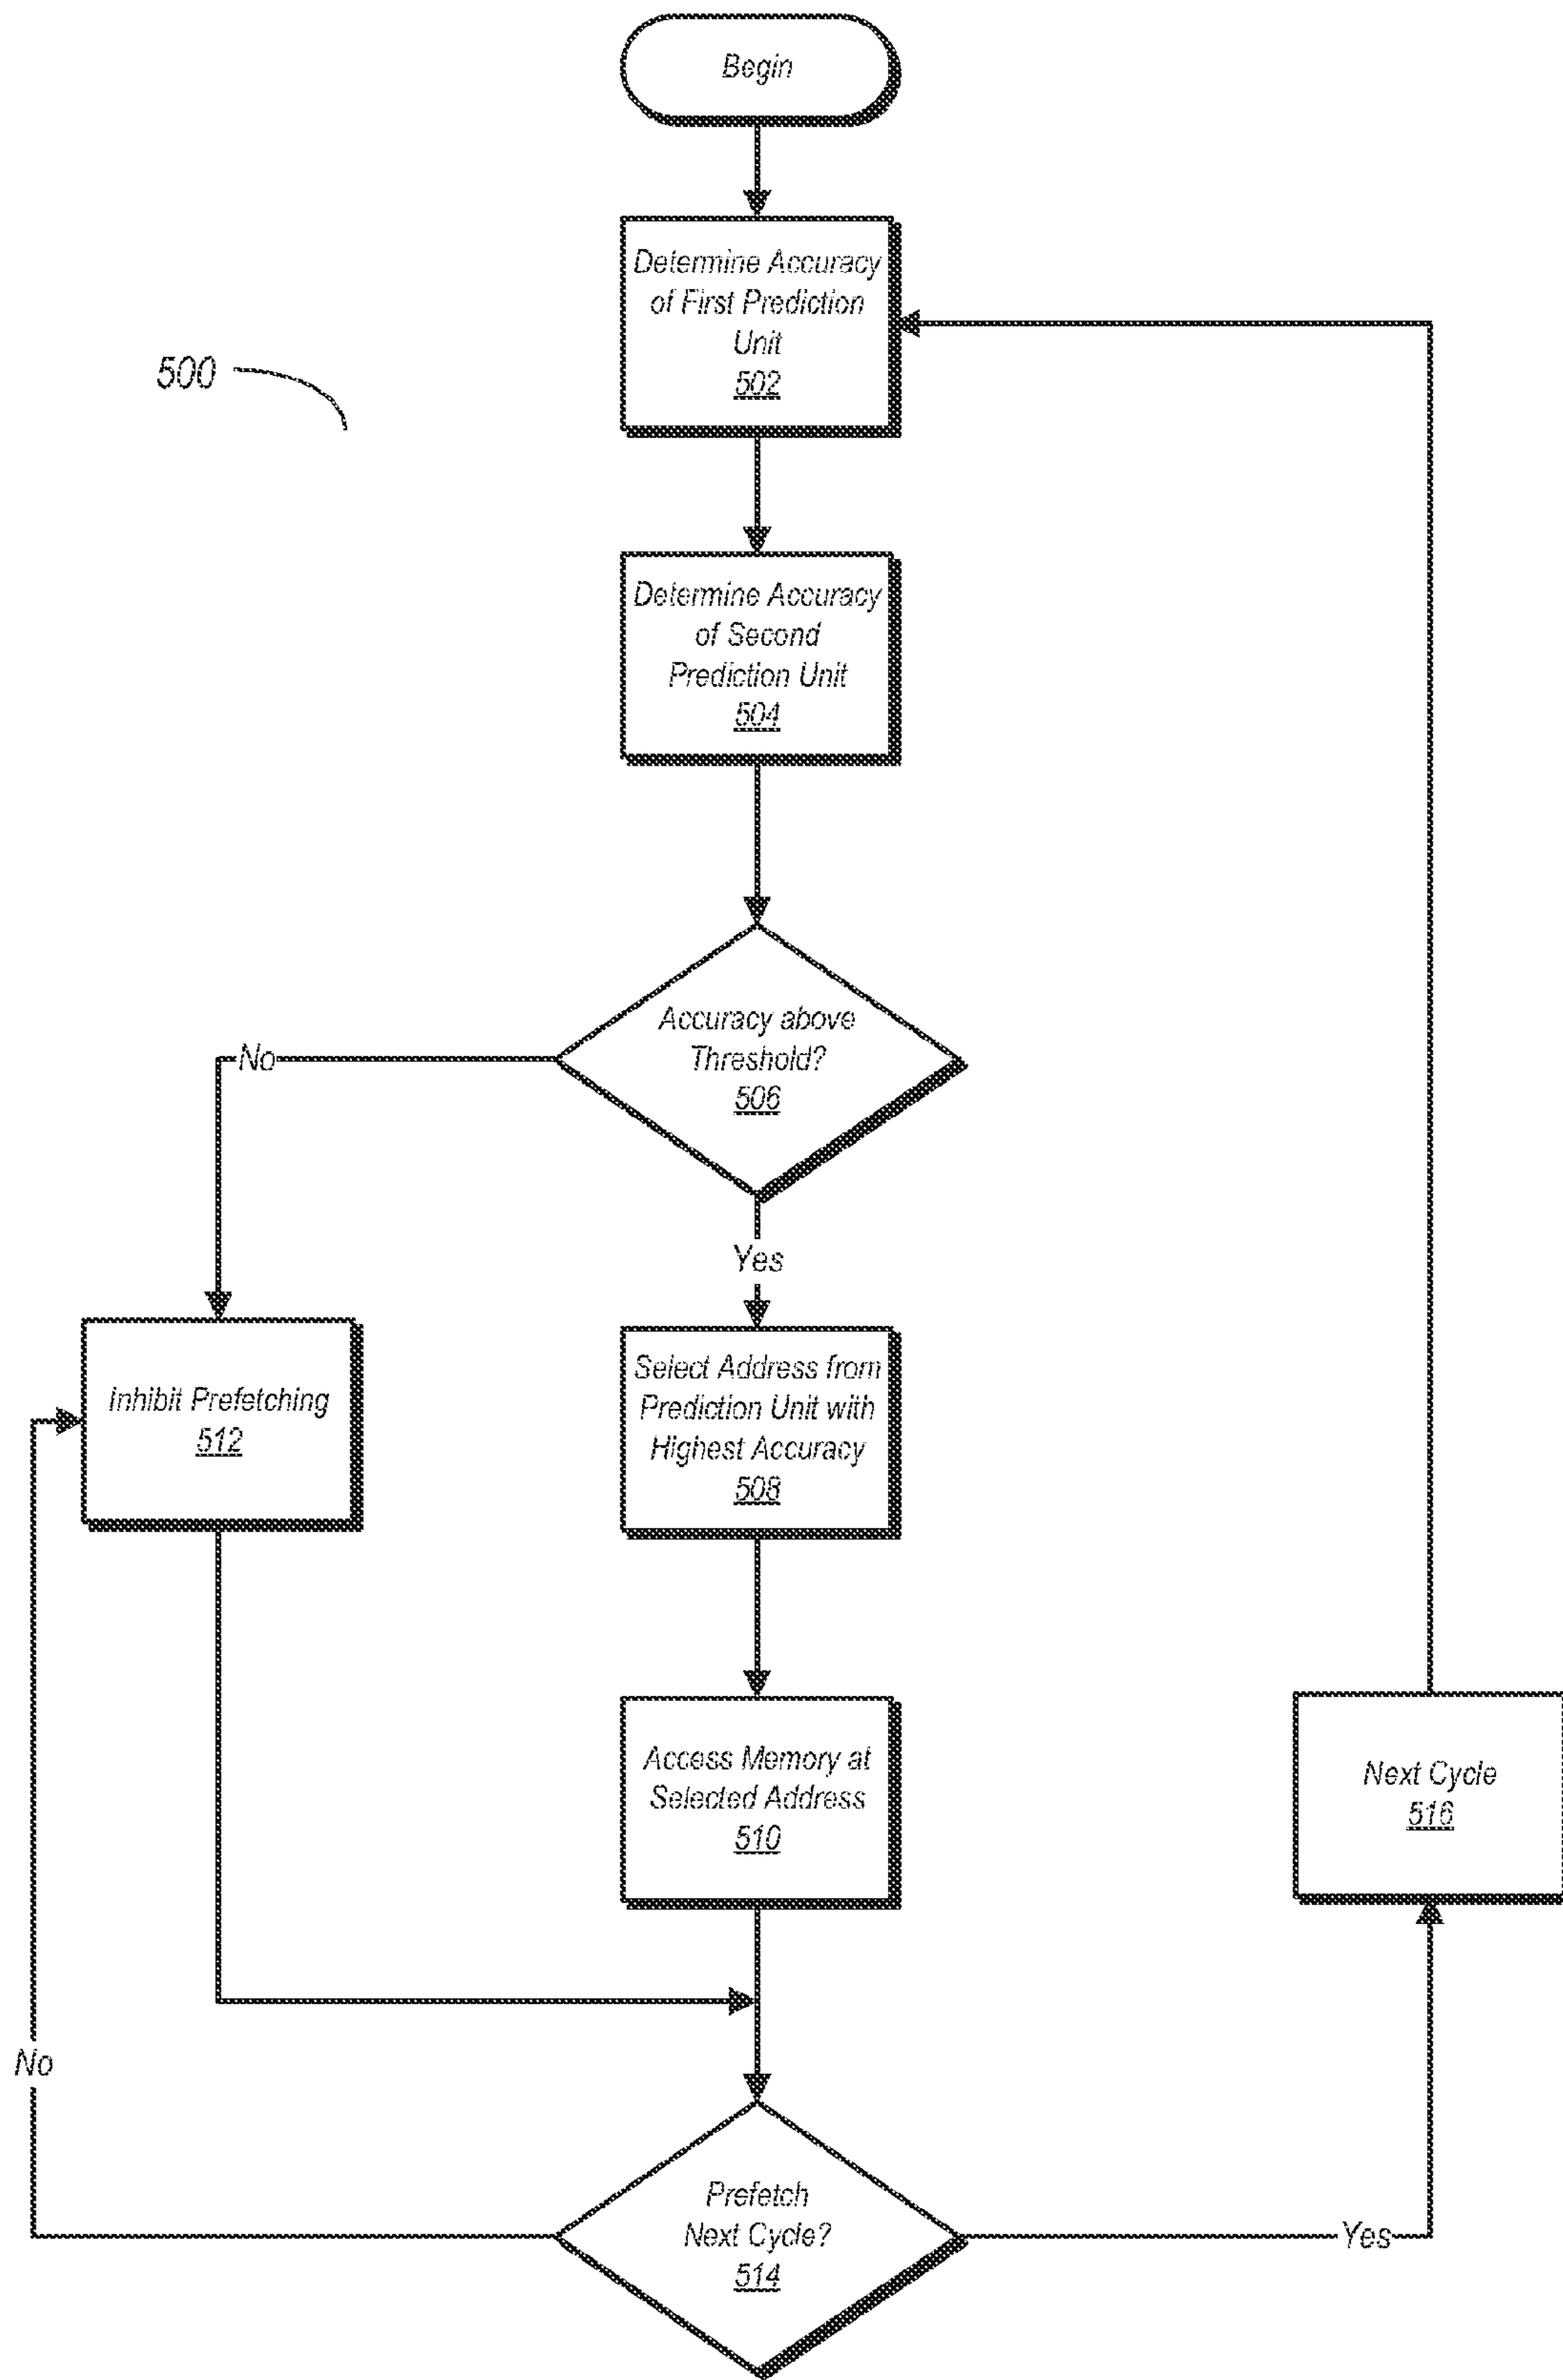 Begin
Determine Accuracy
of First Prediction
Unit
502
500
Determine Accuracy
of Second
Prediction Unit
504
Accuracy above
Threshold?
506
No
Yes
Inhibit Prefetching
512
Select Address from
Prediction Unit with
Highest Accuracy
508
Access Memory at
Selected Address
510
Next Cycle
516
No
Prefetch
Next Cycle?
514
Yes